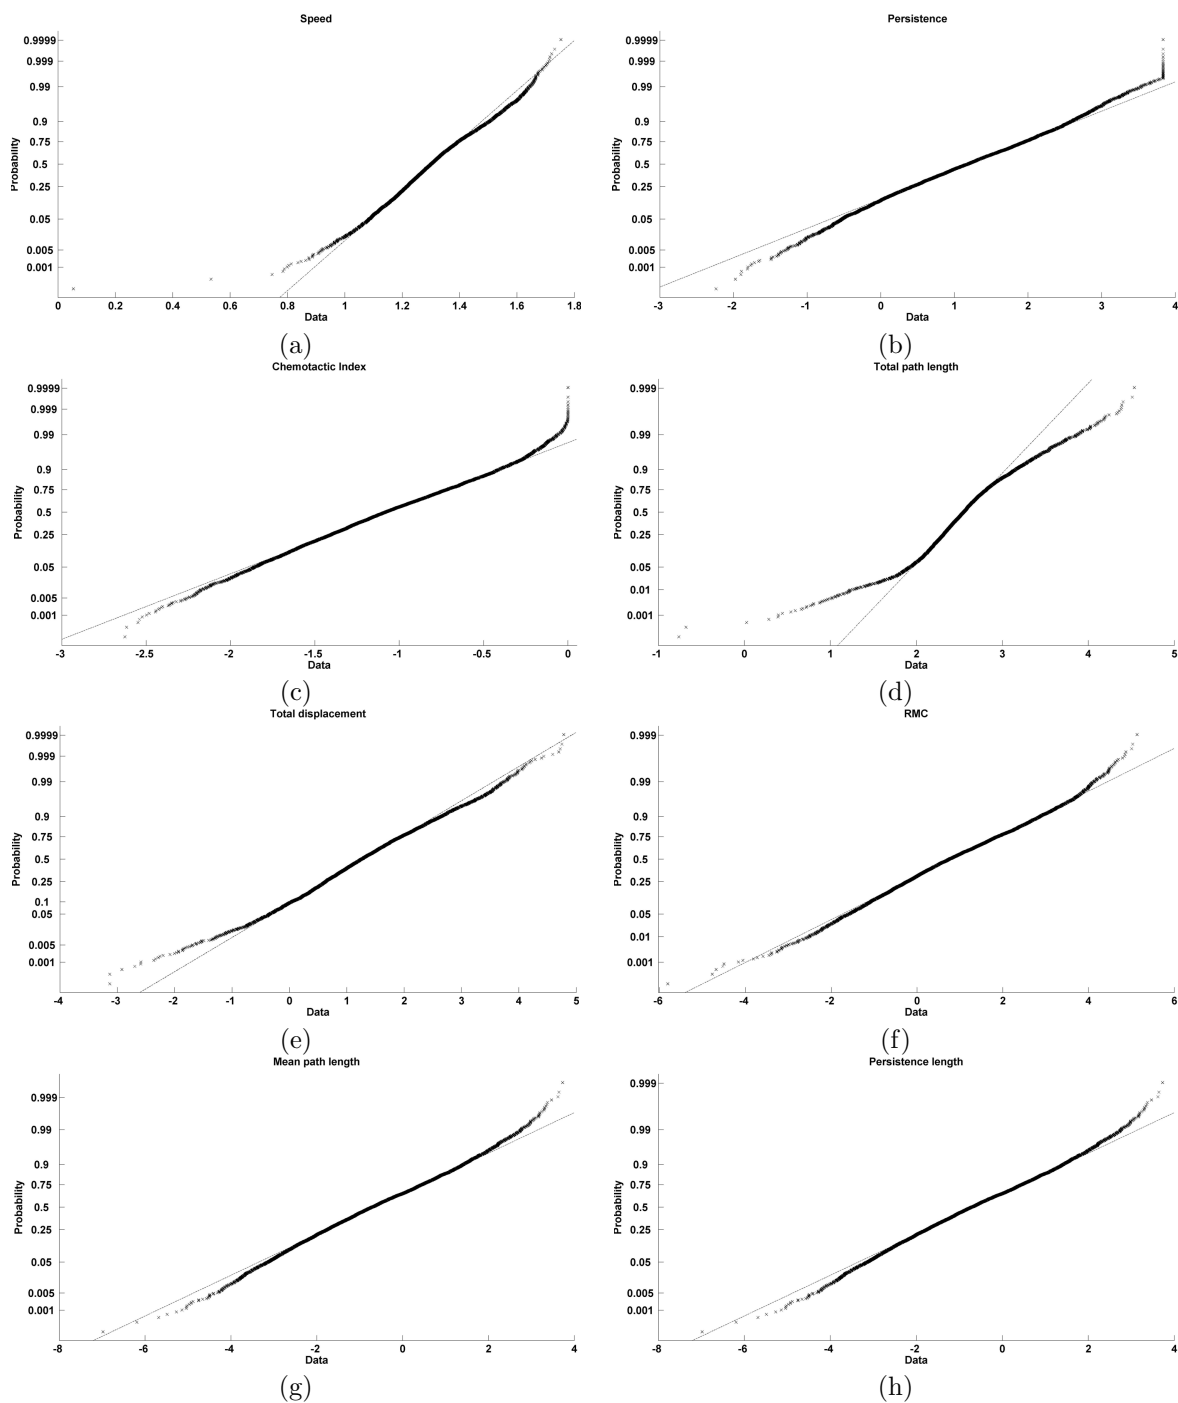 Speed
Probability
0.9999
0.999
0.99
0.9
0.75
0.5
0.25
0.05
0.005
0.001
0 0.2 0.4 0.6 0.8 1 1.2 1.4 1.6 1.8
Data
(a)
Persistence
Probability
0.9999
0.999
0.99
0.9
0.75
0.5
0.25
0.05
0.005
0.001
-3 -2 -1 0 1 2 3 4
Data
(b)
Chemotactic Index
Probability
0.9999
0.999
0.99
0.9
0.75
0.5
0.25
0.05
0.005
0.001
-3 -2.5 -2 -1.5 -1 -0.5 0
Data
(c)
Total path length
Probability
0.999
0.99
0.9
0.75
0.5
0.25
0.05
0.01
0.001
-1 0 1 2 3 4 5
Data
(d)
Total displacement
Probability
0.9999
0.999
0.99
0.9
0.75
0.5
0.25
0.1
0.05
0.005
0.001
-4 -3 -2 -1 0 1 2 3 4 5
Data
(e)
RMC
Probability
0.999
0.99
0.9
0.75
0.5
0.25
0.05
0.01
0.001
-6 -4 -2 0 2 4 6
Data
(f)
Mean path length
Probability
0.999
0.99
0.9
0.75
0.5
0.25
0.05
0.005
0.001
-8 -6 -4 -2 0 2 4
Data
(g)
Persistence length
Probability
0.999
0.99
0.9
0.75
0.5
0.25
0.05
0.005
0.001
-8 -6 -4 -2 0 2 4
Data
(h)